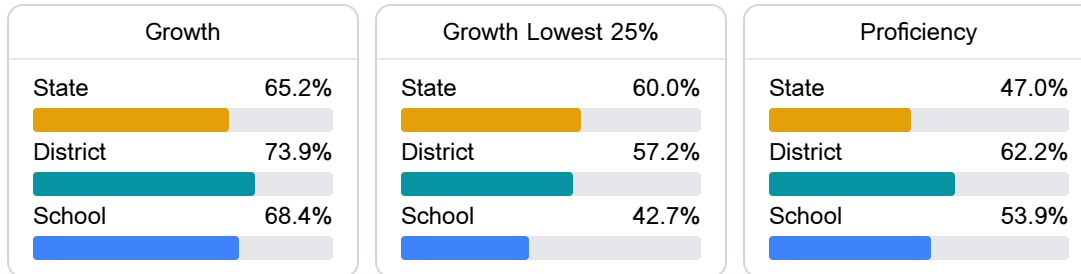 Growth
State 65.2%
District 73.9%
School 68.4%
Growth Lowest 25%
State 60.0%
District 57.2%
School 42.7%
Proficiency
State 47.0%
District 62.2%
School 53.9%